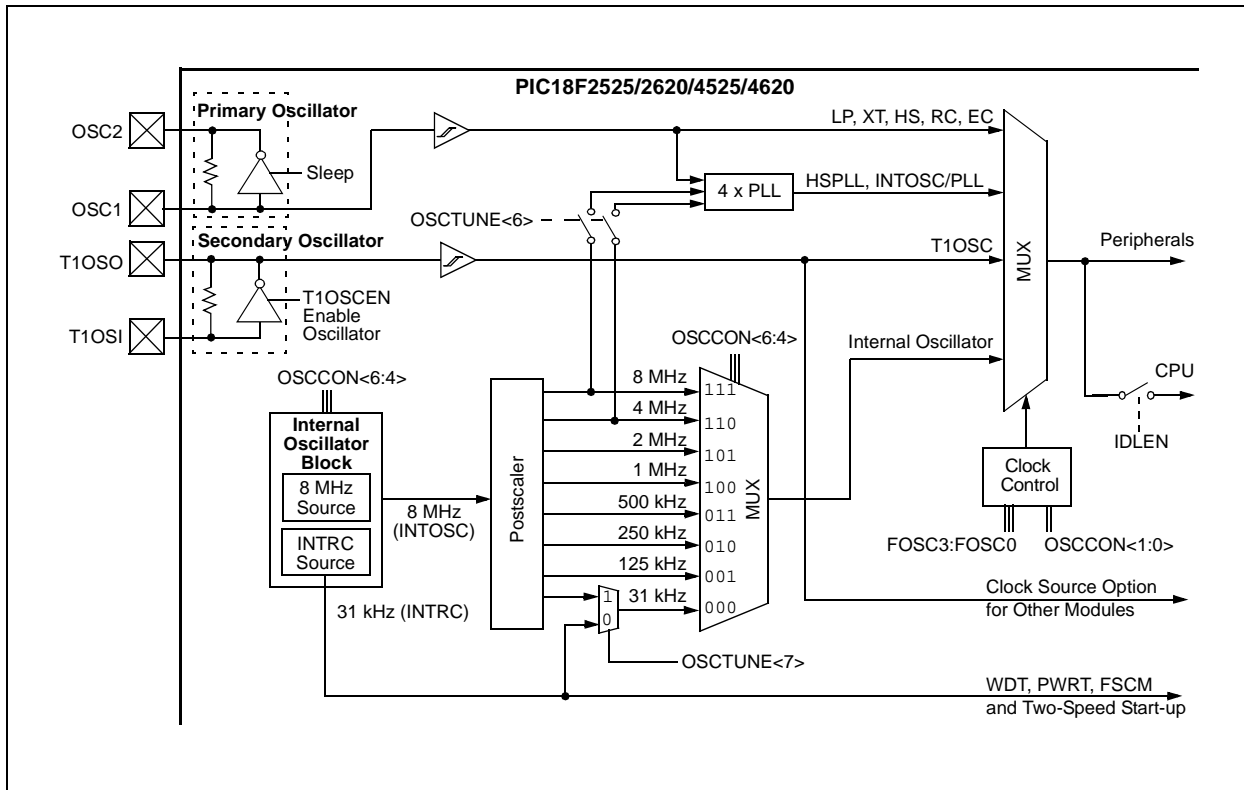 PIC18F2525/2620/4525/4620
Primary Oscillator
OSC2
Sleep
OSC1
LP, XT, HS, RC, EC
4 x PLL
HSPLL, INTOSC/PLL
OSCTUNE<6>
Secondary Oscillator
T1OSO
T1OSCEN
Enable
Oscillator
T1OSI
T1OSC
MUX
Peripherals
Internal Oscillator
CPU
IDLEN
Clock
Control
FOSC3:FOSC0
OSCCON<1:0>
OSCCON<6:4>
Internal
Oscillator
Block
8 MHz
Source
INTRC
Source
8 MHz
(INTOSC)
31 kHz (INTRC)
Postscaler
OSCCON<6:4>
8 MHz
111
4 MHz
110
2 MHz
101
1 MHz
100
500 kHz
011
250 kHz
010
125 kHz
001
1
0
31 kHz
000
MUX
OSCTUNE<7>
Clock Source Option
for Other Modules
WDT, PWRT, FSCM
and Two-Speed Start-up